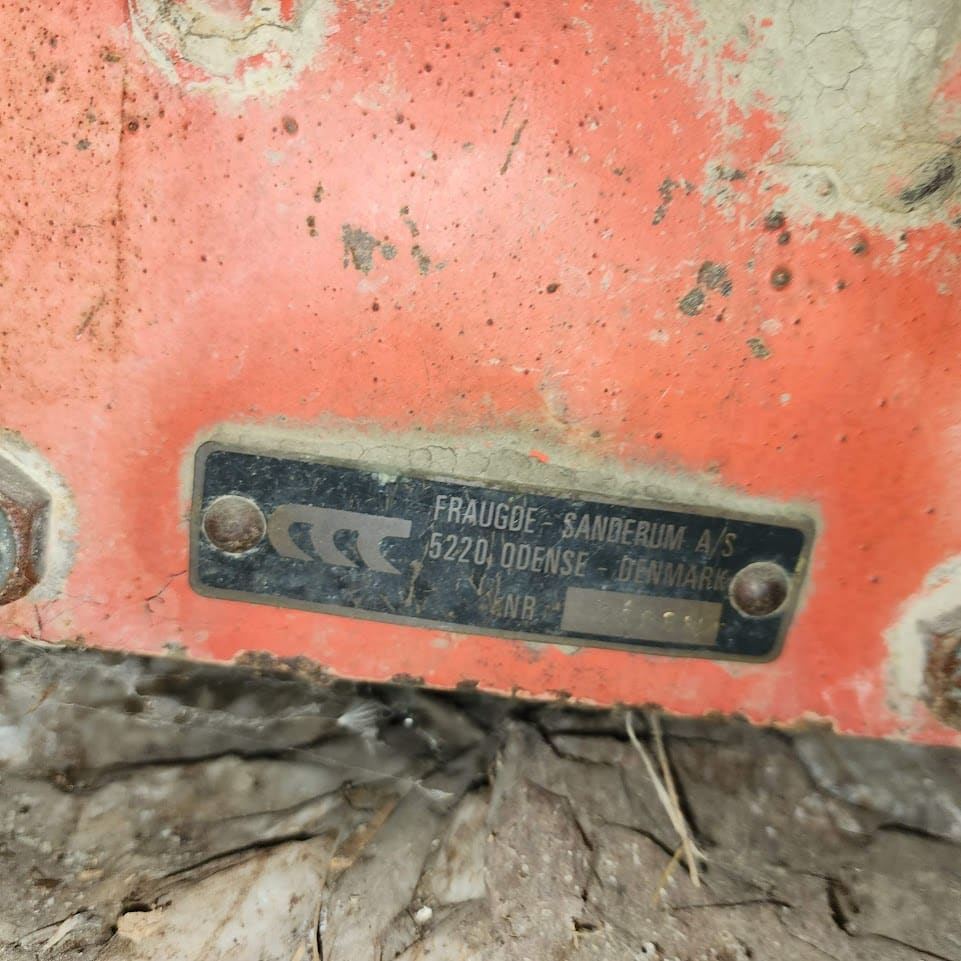 FRAUGDE - SANDERUM A/S
5220 ODENSE - DENMARK
NR